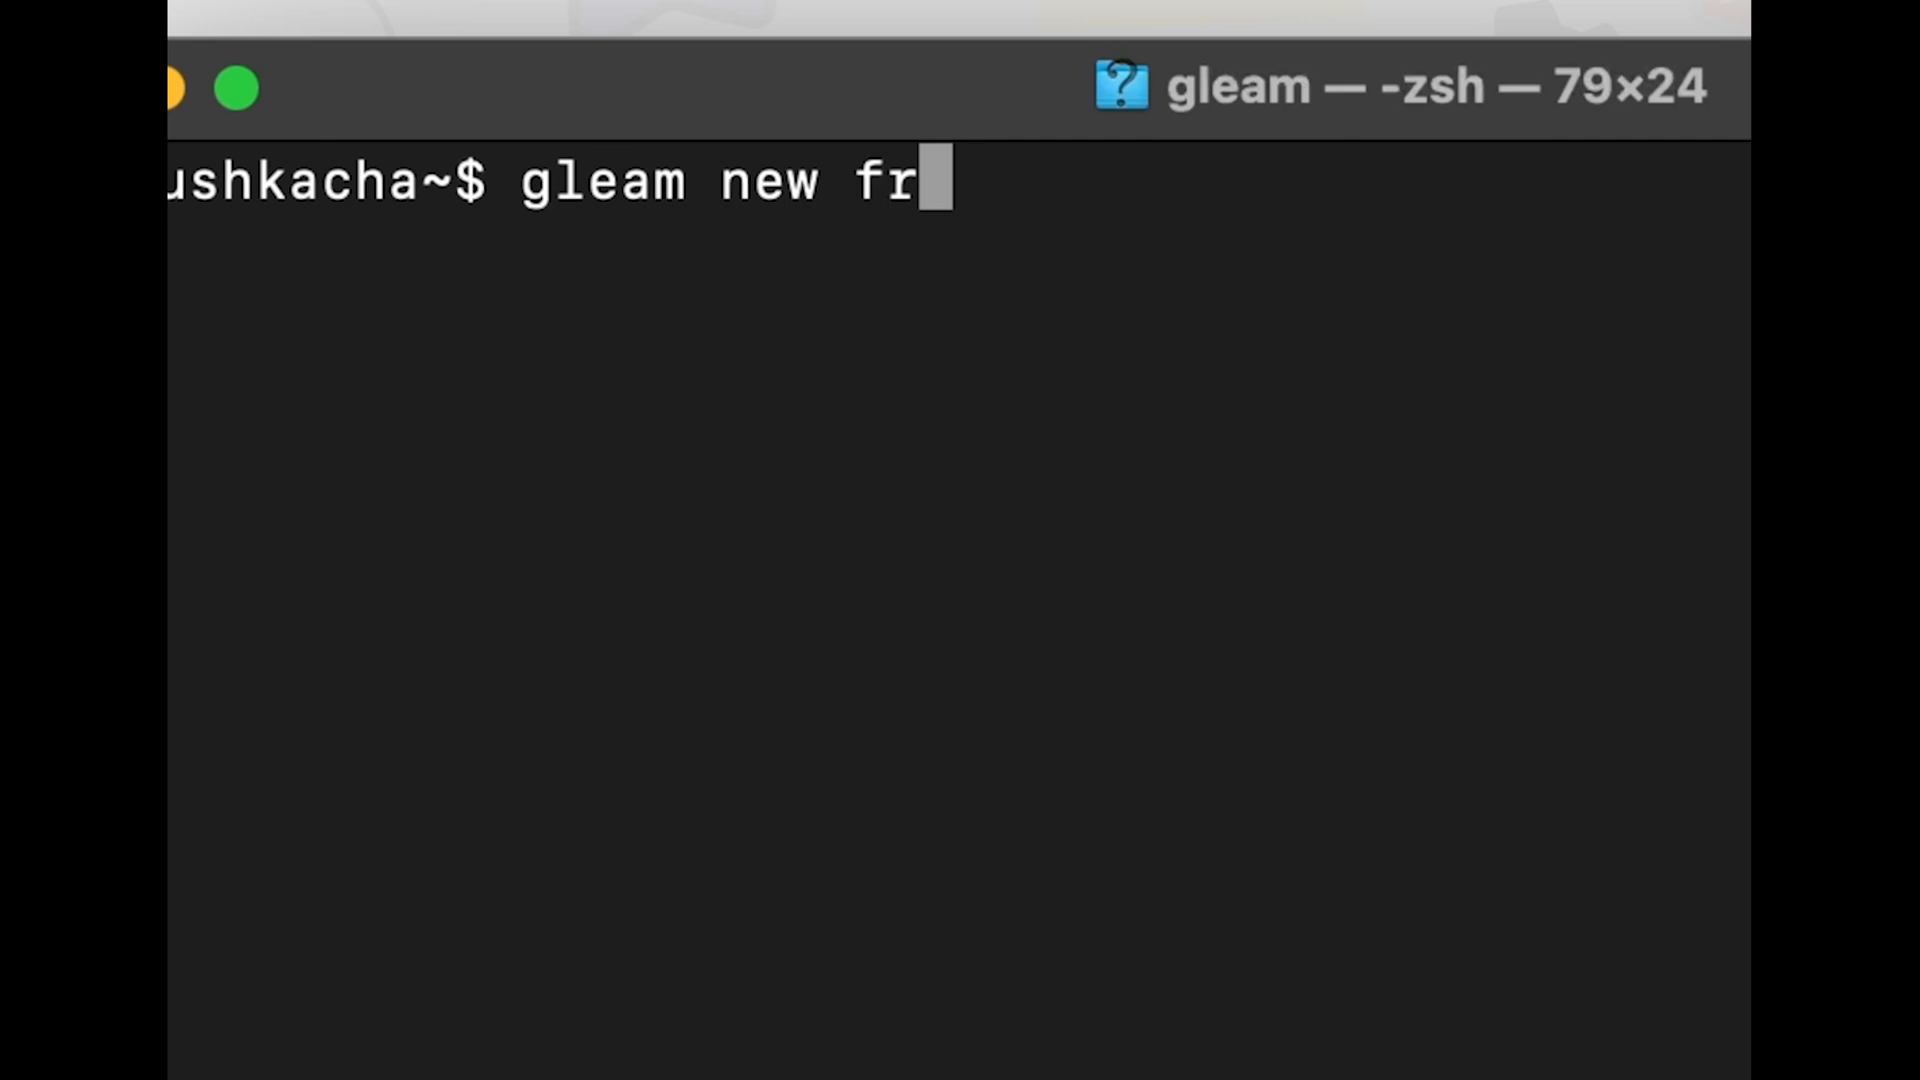 gleam — -zsh — 79×24
ushkacha~$ gleam new fr